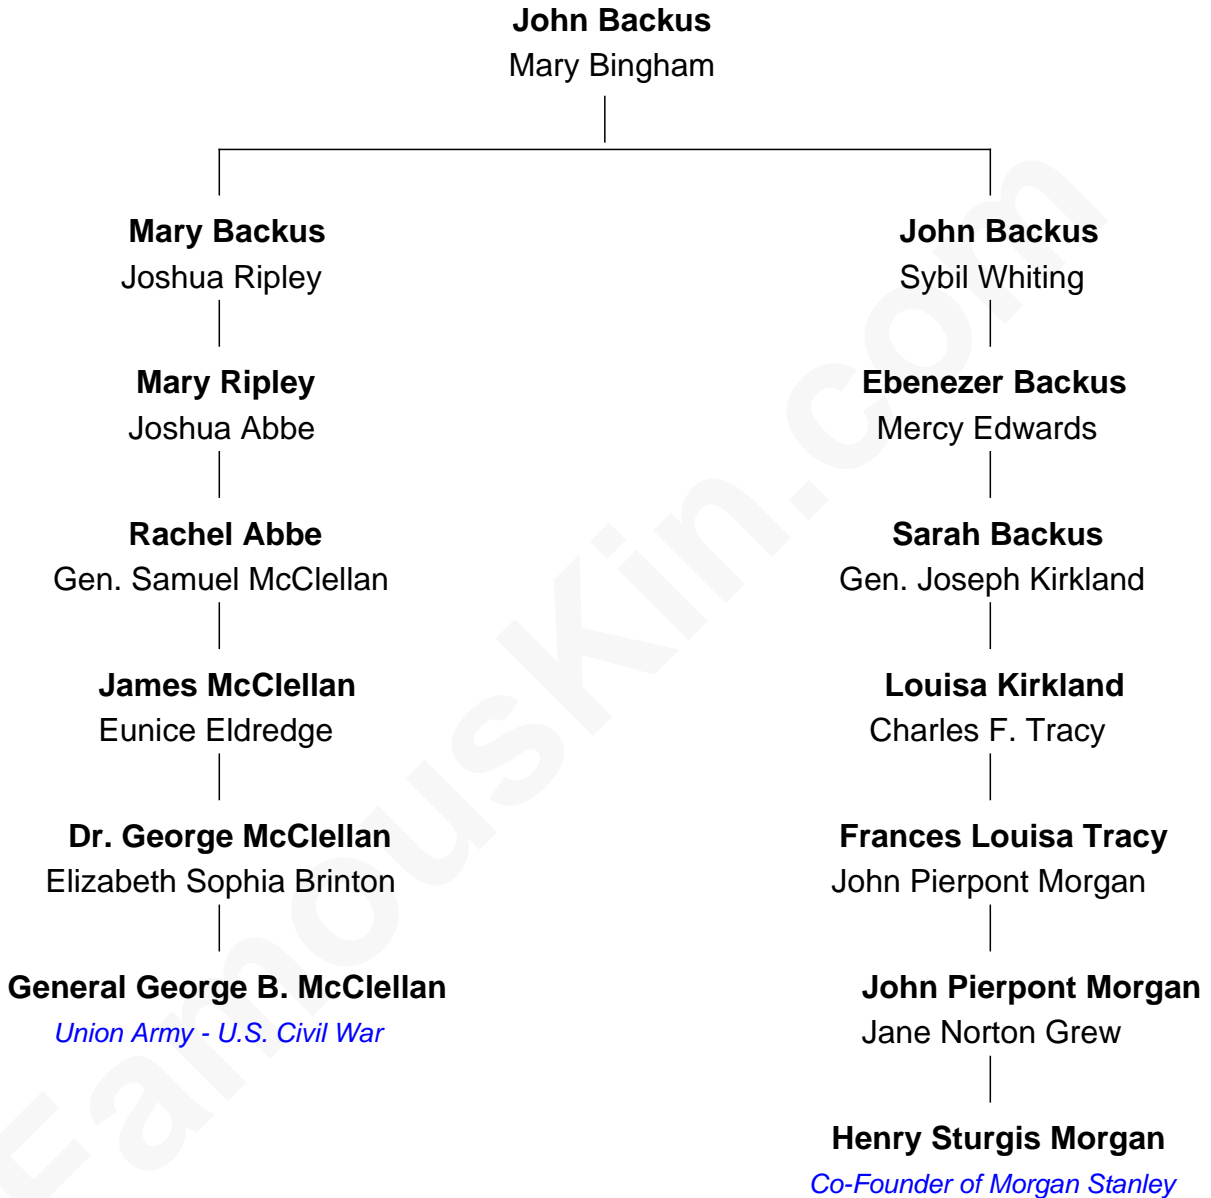 John Backus
Mary Bingham
Mary Backus
Joshua Ripley
John Backus
Sybil Whiting
Mary Ripley
Joshua Abbe
Ebenezer Backus
Mercy Edwards
Rachel Abbe
Gen. Samuel McClellan
Sarah Backus
Gen. Joseph Kirkland
James McClellan
Eunice Eldredge
Louisa Kirkland
Charles F. Tracy
Dr. George McClellan
Elizabeth Sophia Brinton
Frances Louisa Tracy
John Pierpont Morgan
General George B. McClellan
Union Army - U.S. Civil War
John Pierpont Morgan
Jane Norton Grew
Henry Sturgis Morgan
Co-Founder of Morgan Stanley
FamousKin.com